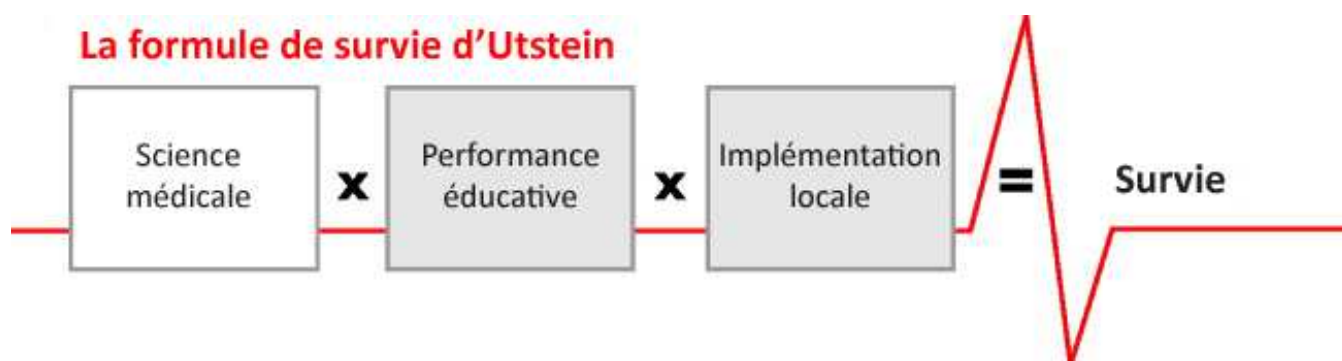 La formule de survie d’Utstein
Science
médicale
x
Performance
éducative
x
Implémentation
locale
=
Survie